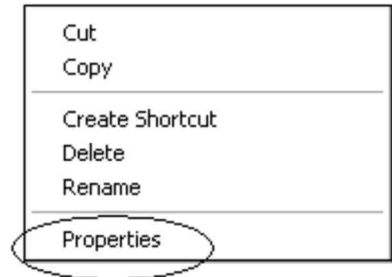 Cut
Copy
Create Shortcut
Delete
Rename
Properties